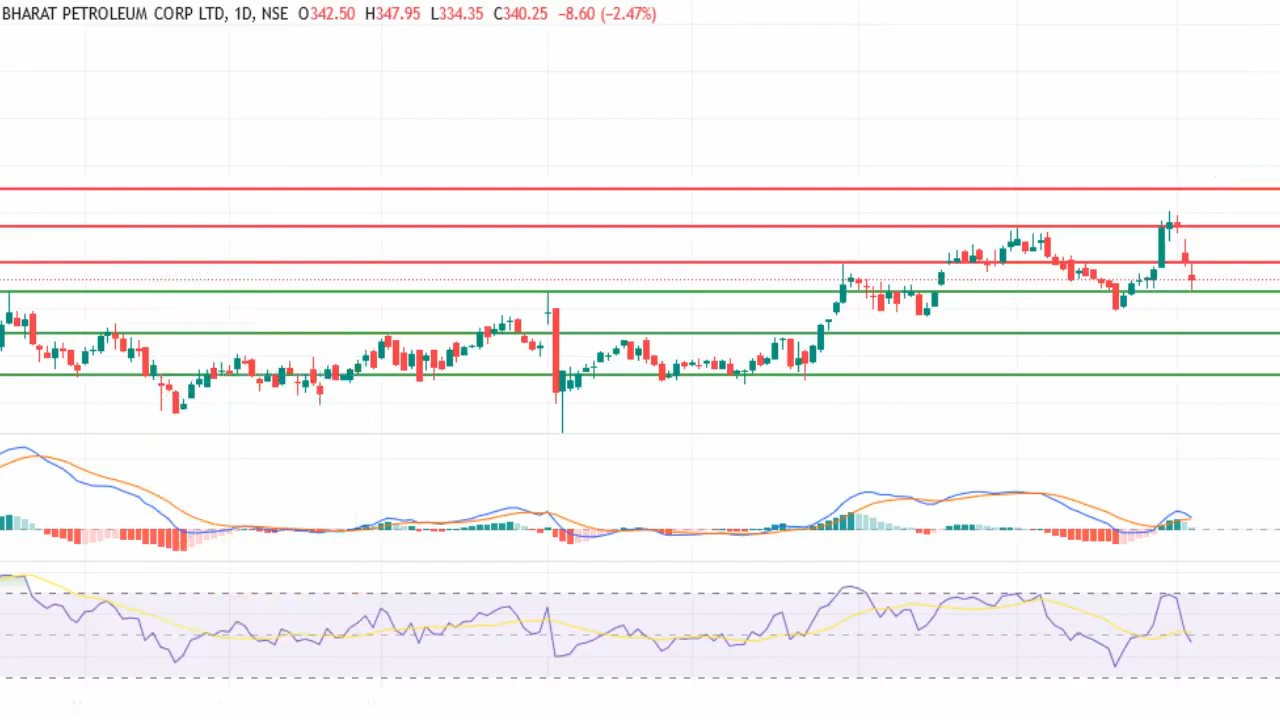 BHARAT PETROLEUM CORP LTD, 1D, NSE O342.50 H347.95 L334.35 C340.25 −8.60 (−2.47%)